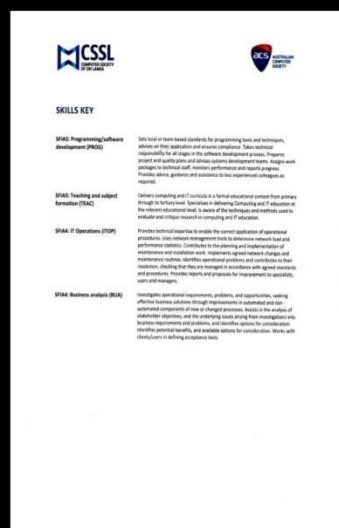 CSSL
COMPUTER SOCIETY
OF SRI LANKA
acs
AUSTRALIAN
COMPUTER
SOCIETY
SKILLS KEY
SFIA5: Programming/software
development (PROG)
Sets local or team-based standards for programming tools and techniques,
advises on their application and ensures compliance. Takes technical
responsibility for all stages in the software development process. Prepares
project and quality plans and advises systems development teams. Assigns work
packages to technical staff, monitors performance and reports progress.
Provides advice, guidance and assistance to less experienced colleagues as
required.
SFIA5: Teaching and subject
formation (TEAC)
Delivers computing and IT curricula in a formal educational context from primary
through to tertiary level. Specialises in delivering Computing and IT education at
the relevant educational level. Is aware of the techniques and methods used to
evaluate and critique research in computing and IT education.
SFIA4: IT Operations (ITOP)
Provides technical expertise to enable the correct application of operational
procedures. Uses network management tools to determine network load and
performance statistics. Contributes to the planning and implementation of
maintenance and installation work. Implements agreed network changes and
maintenance routines. Identifies operational problems and contributes to their
resolution, checking that they are managed in accordance with agreed standards
and procedures. Provides reports and proposals for improvement to specialists,
users and managers.
SFIA4: Business analysis (BUA)
Investigates operational requirements, problems, and opportunities, seeking
effective business solutions through improvements in automated and non-
automated components of new or changed processes. Assists in the analysis of
stakeholder objectives, and the underlying issues arising from investigations into
business requirements and problems, and identifies options for consideration.
Identifies potential benefits, and available options for consideration. Works with
clients/users in defining acceptance tests.